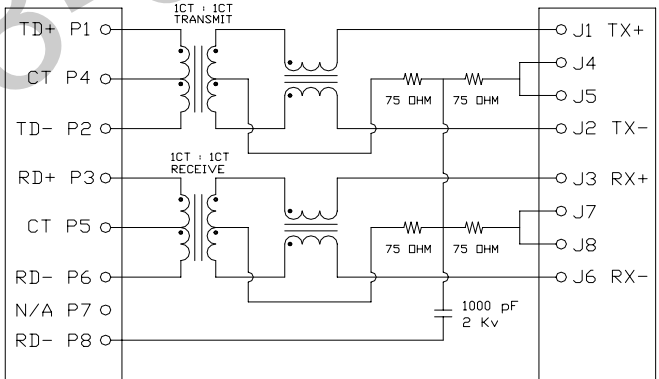 1CT : 1CT
TRANSMIT
TD+ P1
J1 TX+
J4
CT P4
75 OHM
75 OHM
J5
TD- P2
J2 TX-
1CT : 1CT
RECEIVE
RD+ P3
J3 RX+
J7
CT P5
75 OHM
75 OHM
J8
RD- P6
J6 RX-
N/A P7
1000 pF
2 Kv
RD- P8